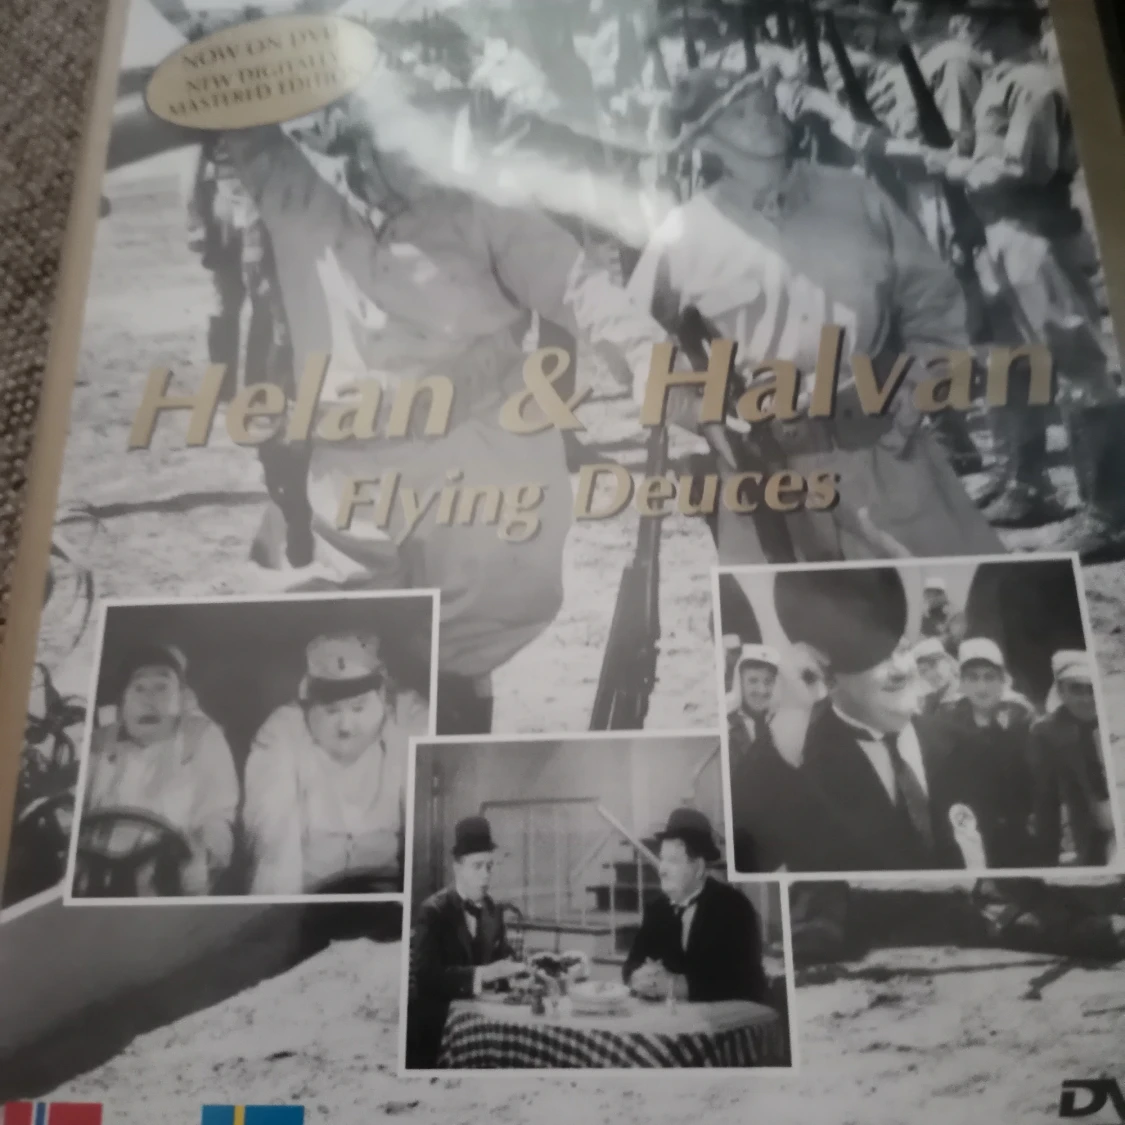 NOW ON DVD
NEW DIGITALLY
MASTERED EDITION
Helan & Halvan
Flying Deuces
DV